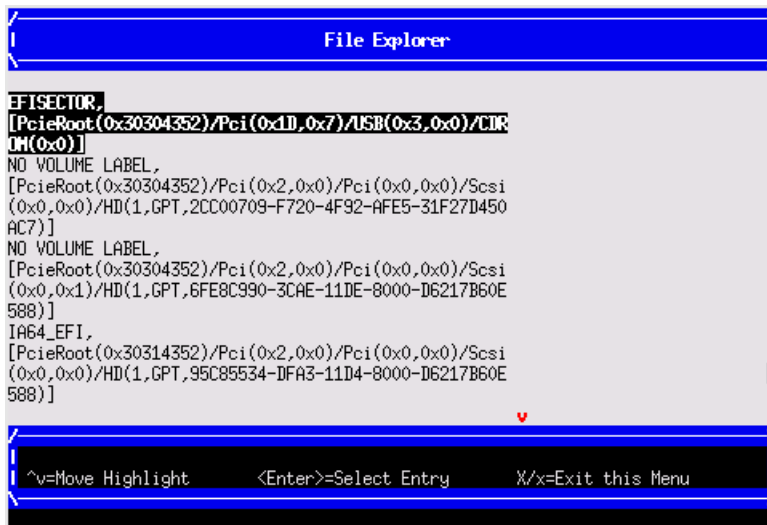 File Explorer
EFISECTOR,
[PcieRoot(0x30304352)/Pci(0x1D,0x7)/USB(0x3,0x0)/CDR
OM(0x0)]
NO VOLUME LABEL,
[PcieRoot(0x30304352)/Pci(0x2,0x0)/Pci(0x0,0x0)/Scsi
(0x0,0x0)/HD(1,GPT,2CC00709-F720-4F92-AFE5-31F27D450
AC7)]
NO VOLUME LABEL,
[PcieRoot(0x30304352)/Pci(0x2,0x0)/Pci(0x0,0x0)/Scsi
(0x0,0x1)/HD(1,GPT,6FE8C990-3CAE-11DE-8000-D6217B60E
588)]
IA64_EFI,
[PcieRoot(0x30314352)/Pci(0x2,0x0)/Pci(0x0,0x0)/Scsi
(0x0,0x0)/HD(1,GPT,95C85534-DFA3-11D4-8000-D6217B60E
588)]
v
^v=Move Highlight <Enter>=Select Entry X/x=Exit this Menu